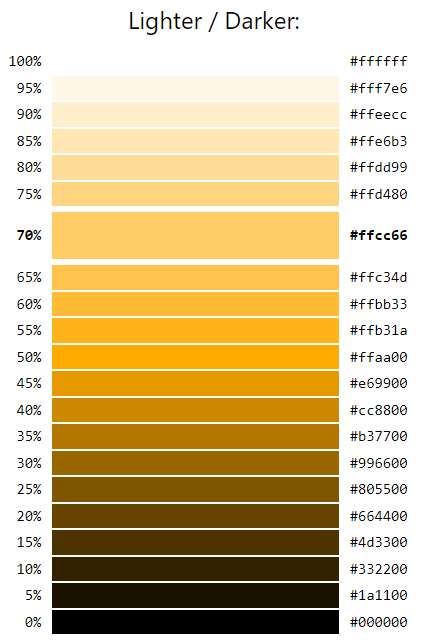 Lighter / Darker:
100% #ffffff
95% #fff7e6
90% #ffeecc
85% #ffe6b3
80% #ffdd99
75% #ffd480
70% #ffcc66
65% #ffc34d
60% #ffbb33
55% #ffb31a
50% #ffaa00
45% #e69900
40% #cc8800
35% #b37700
30% #996600
25% #805500
20% #664400
15% #4d3300
10% #332200
5% #1a1100
0% #000000